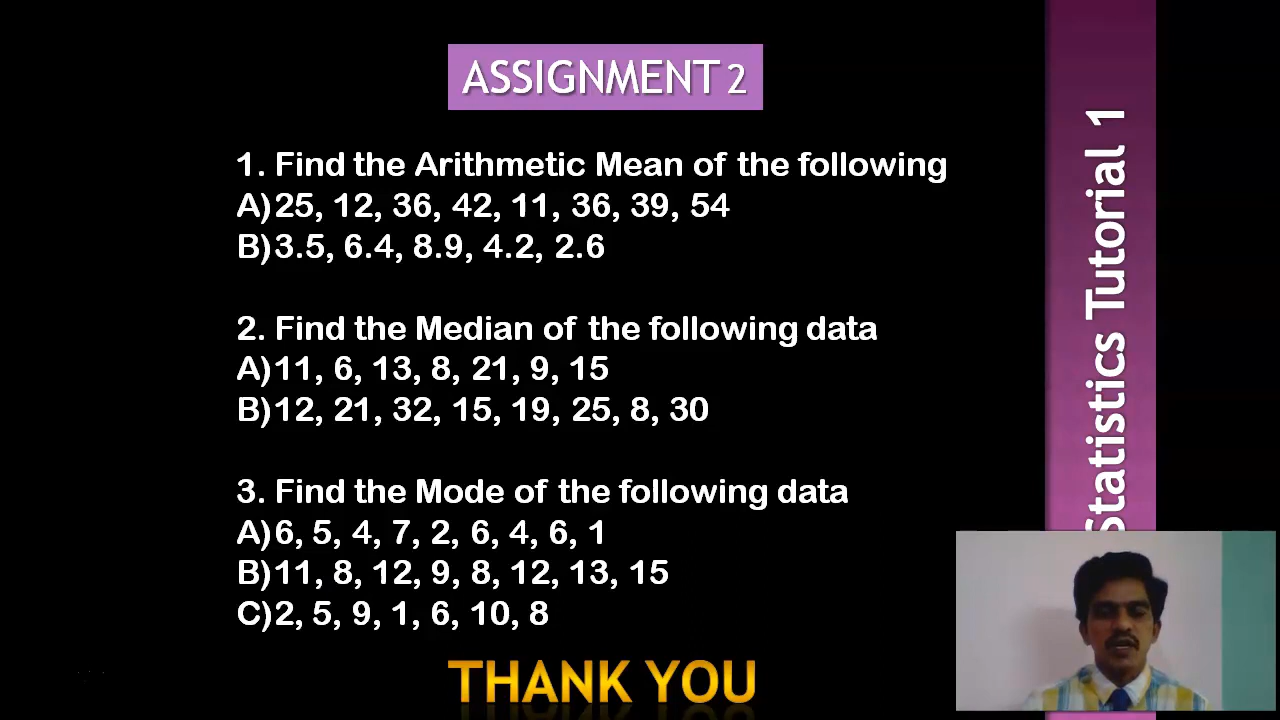 ASSIGNMENT 2
1. Find the Arithmetic Mean of the following
A)25, 12, 36, 42, 11, 36, 39, 54
B)3.5, 6.4, 8.9, 4.2, 2.6
2. Find the Median of the following data
A)11, 6, 13, 8, 21, 9, 15
B)12, 21, 32, 15, 19, 25, 8, 30
3. Find the Mode of the following data
A)6, 5, 4, 7, 2, 6, 4, 6, 1
B)11, 8, 12, 9, 8, 12, 13, 15
C)2, 5, 9, 1, 6, 10, 8
THANK YOU
Statistics Tutorial 1